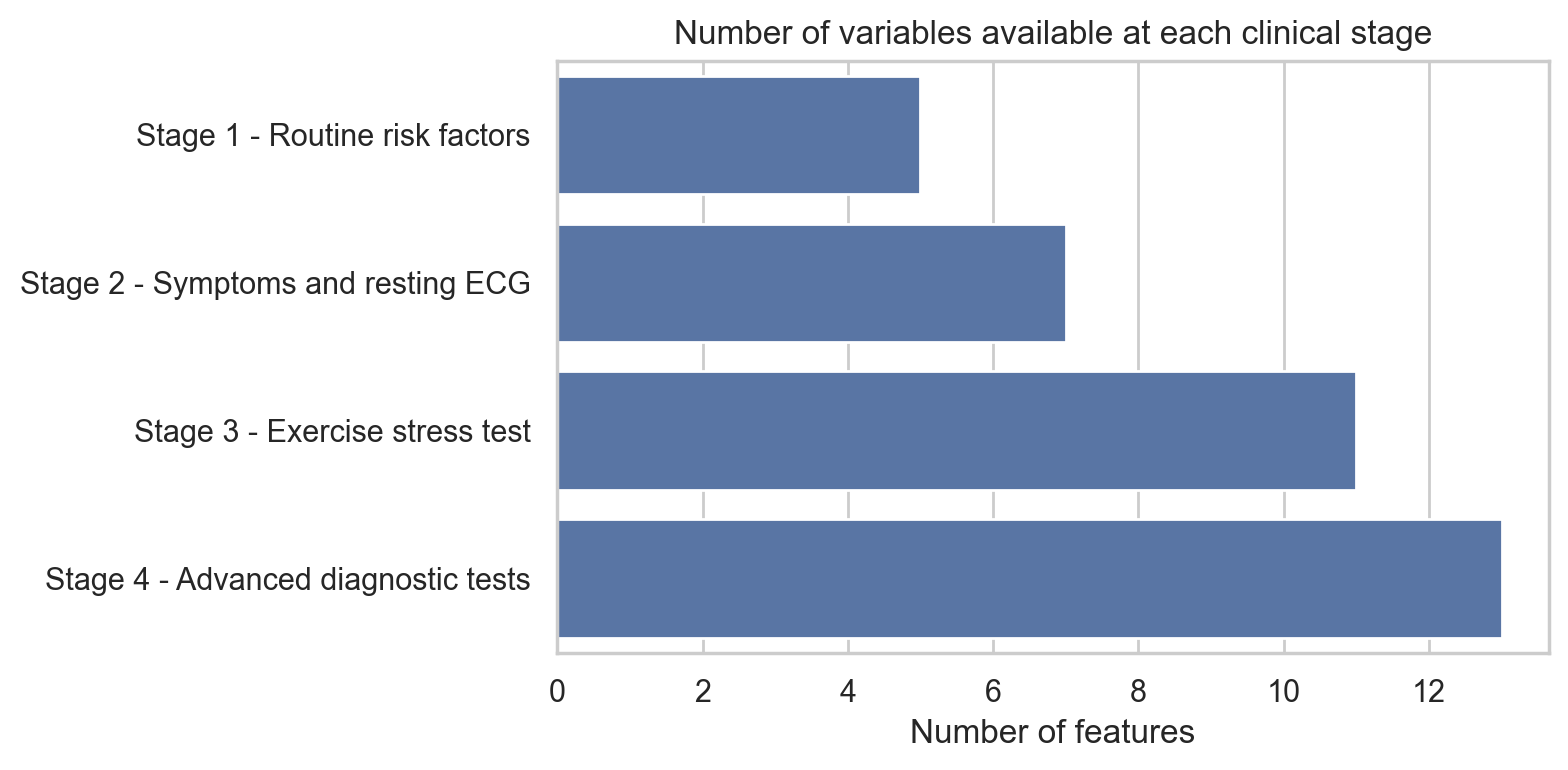 Number of variables available at each clinical stage
Stage 1 - Routine risk factors
Stage 2 - Symptoms and resting ECG
Stage 3 - Exercise stress test
Stage 4 - Advanced diagnostic tests
0 2 4 6 8 10 12
Number of features